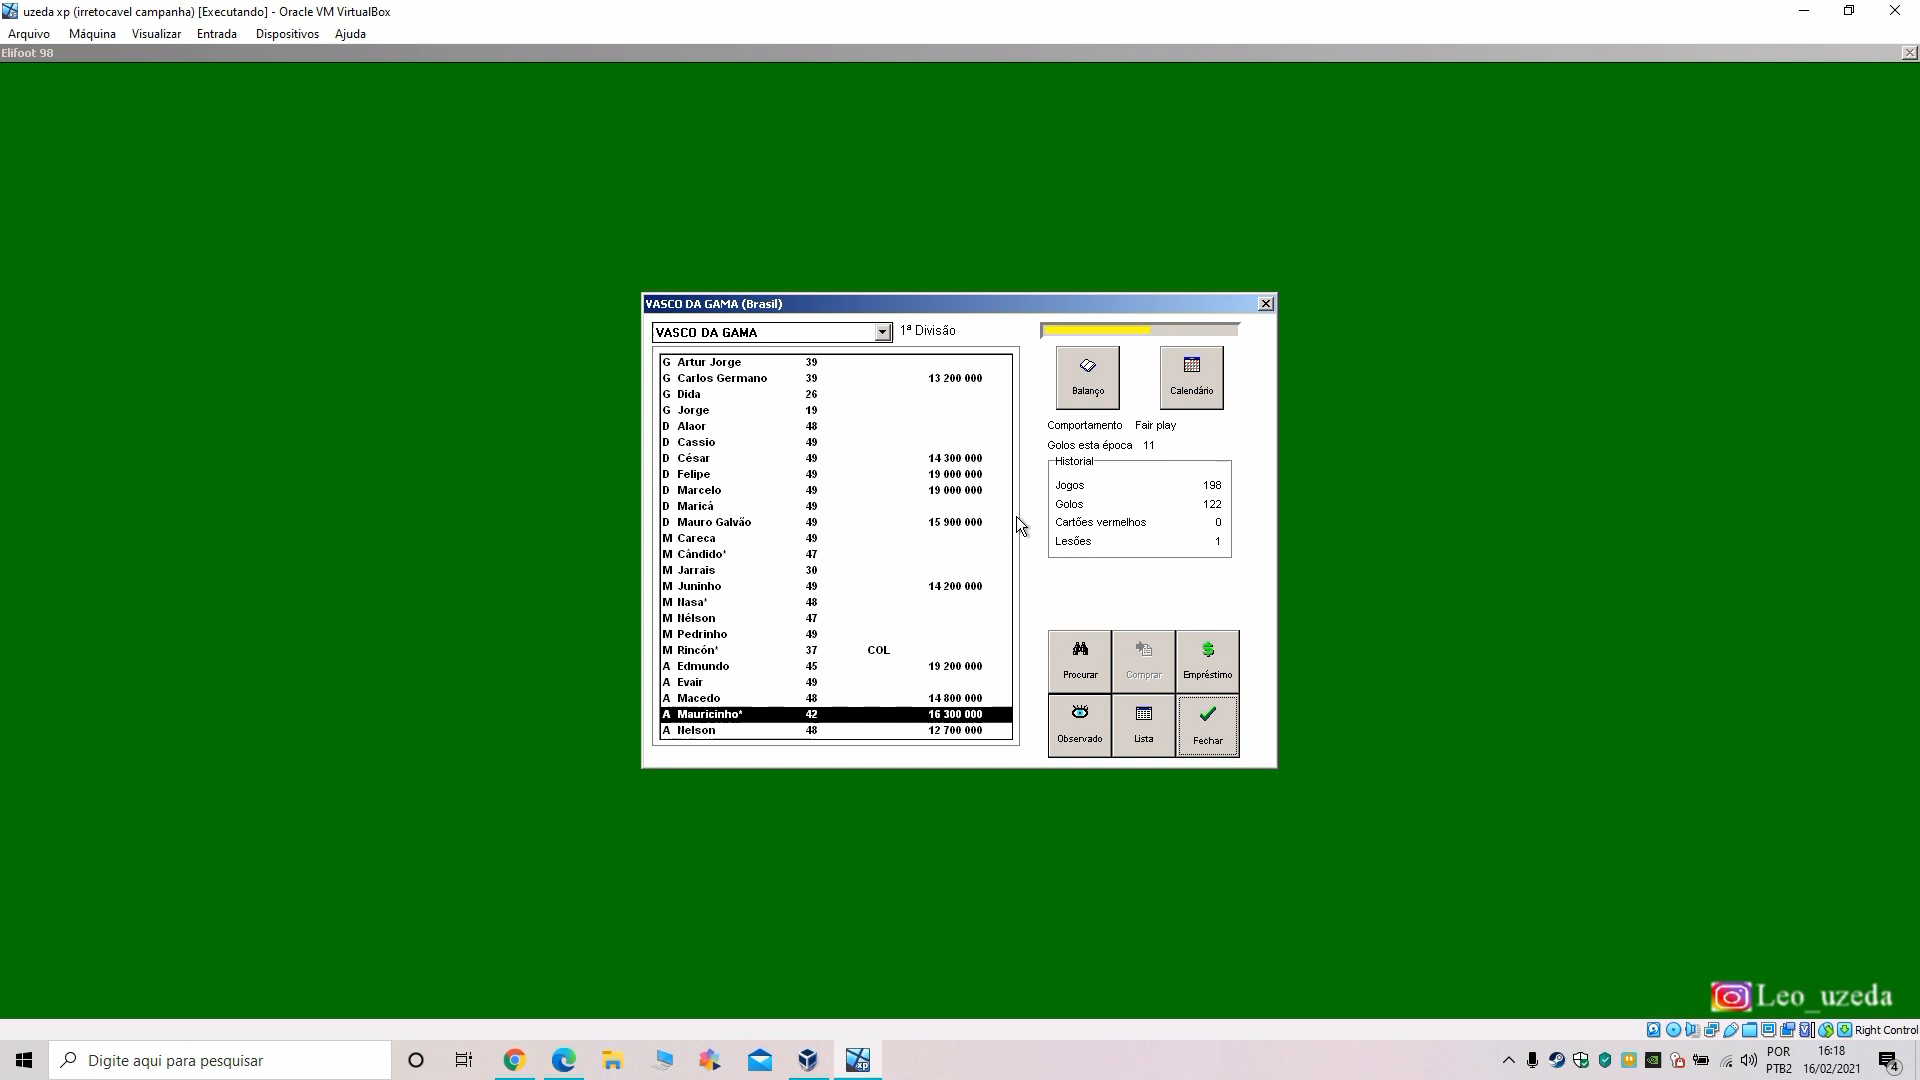 uzeda xp (irretocavel campanha) [Executando] - Oracle VM VirtualBox
Arquivo Máquina Visualizar Entrada Dispositivos Ajuda
Elifoot 98
VASCO DA GAMA (Brasil)
VASCO DA GAMA 1ª Divisão
G Artur Jorge 39
G Carlos Germano 39 13 200 000
G Dida 26
G Jorge 19
D Alaor 48
D Cassio 49
D César 49 14 300 000
D Felipe 49 19 000 000
D Marcelo 49 19 000 000
D Maricá 49
D Mauro Galvão 49 15 900 000
M Careca 49
M Cândido* 47
M Jarrais 30
M Juninho 49 14 200 000
M Nasa* 48
M Nélson 47
M Pedrinho 49
M Rincón* 37 COL
A Edmundo 45 19 200 000
A Evair 49
A Macedo 48 14 800 000
A Mauricinho* 42 16 300 000
A Nelson 48 12 700 000
Balanço Calendário
Comportamento Fair play
Golos esta época 11
Historial
Jogos 198
Golos 122
Cartões vermelhos 0
Lesões 1
Procurar Comprar Empréstimo
Observado Lista Fechar
Leo_uzeda
Right Control
Digite aqui para pesquisar
xp
POR
PTB2
16:18
16/02/2021
4